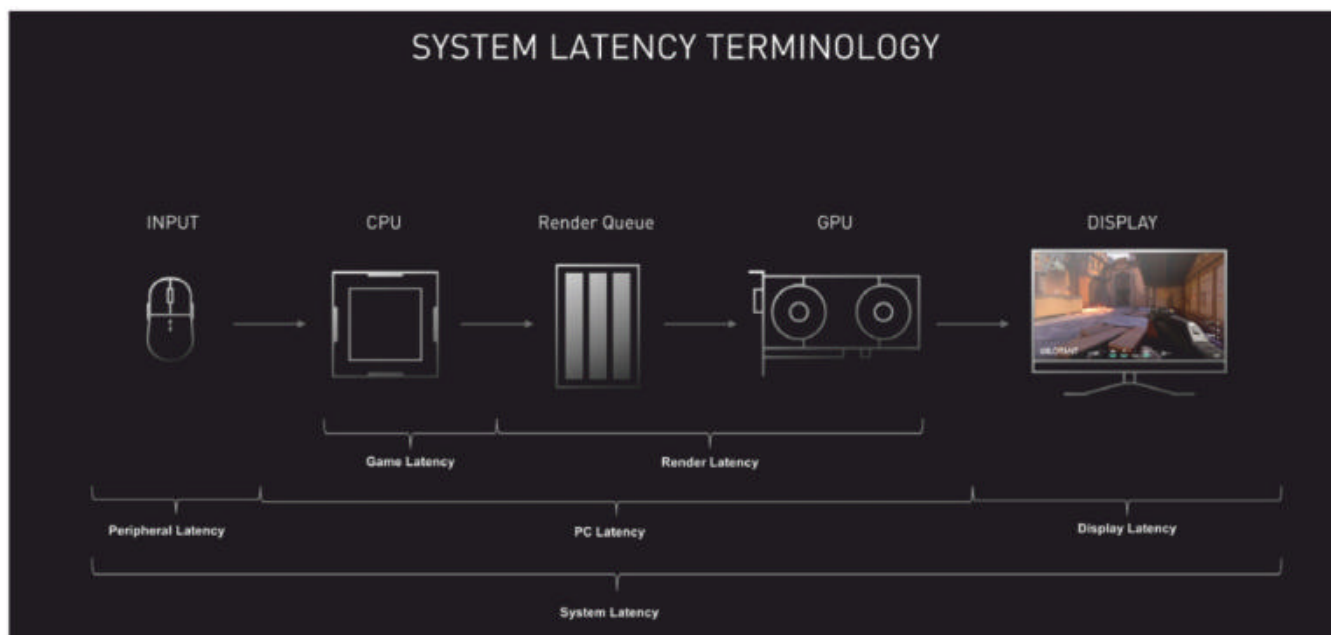 SYSTEM LATENCY TERMINOLOGY
INPUT
CPU
Render Queue
GPU
DISPLAY
VALORANT
Game Latency
Render Latency
Peripheral Latency
PC Latency
Display Latency
System Latency